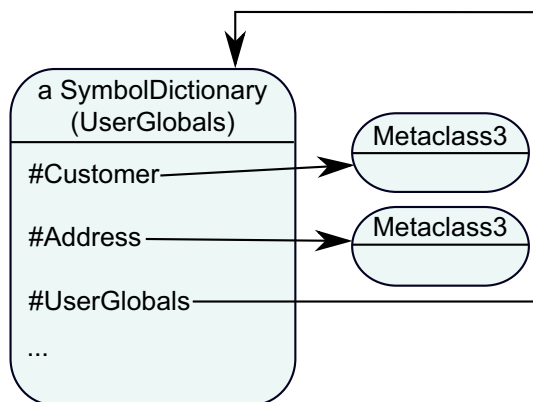 a SymbolDictionary
(UserGlobals)
#Customer
#Address
#UserGlobals
...
Metaclass3
Metaclass3